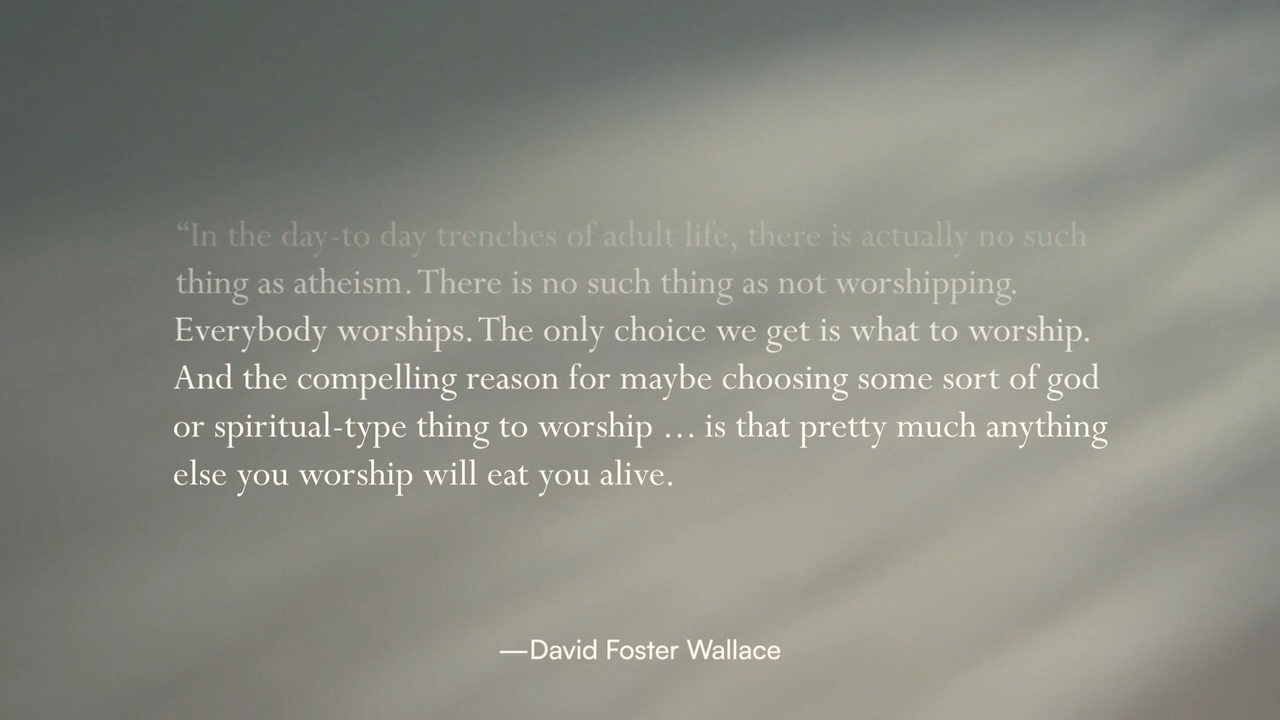 “In the day-to day trenches of adult life, there is actually no such
thing as atheism. There is no such thing as not worshipping.
Everybody worships. The only choice we get is what to worship.
And the compelling reason for maybe choosing some sort of god
or spiritual-type thing to worship … is that pretty much anything
else you worship will eat you alive.
—David Foster Wallace